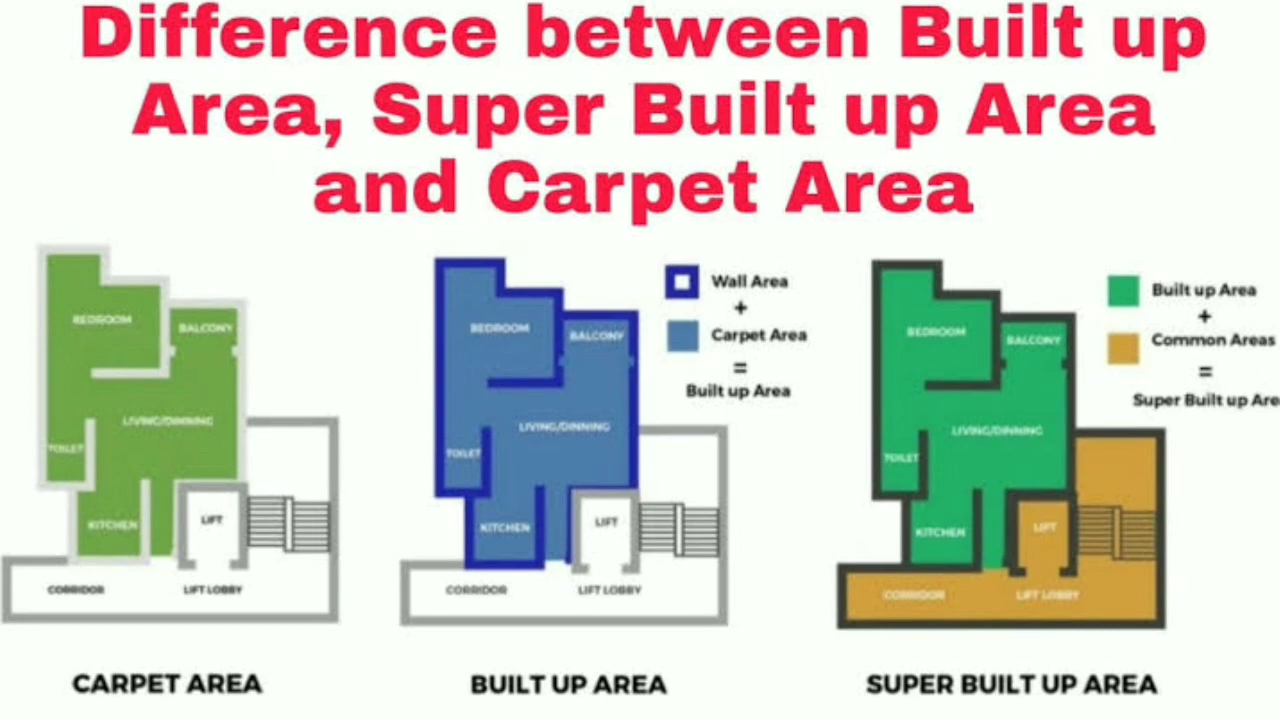 Difference between Built up
Area, Super Built up Area
and Carpet Area
BEDROOM
BALCONY
LIVING/DINNING
TOILET
KITCHEN
LIFT
CORRIDOR
LIFT LOBBY
CARPET AREA
Wall Area
+
Carpet Area
=
Built up Area
BEDROOM
BALCONY
LIVING/DINNING
TOILET
KITCHEN
LIFT
CORRIDOR
LIFT LOBBY
BUILT UP AREA
Built up Area
+
Common Areas
=
Super Built up Are
BEDROOM
BALCONY
LIVING/DINNING
TOILET
KITCHEN
LIFT
CORRIDOR
LIFT LOBBY
SUPER BUILT UP AREA